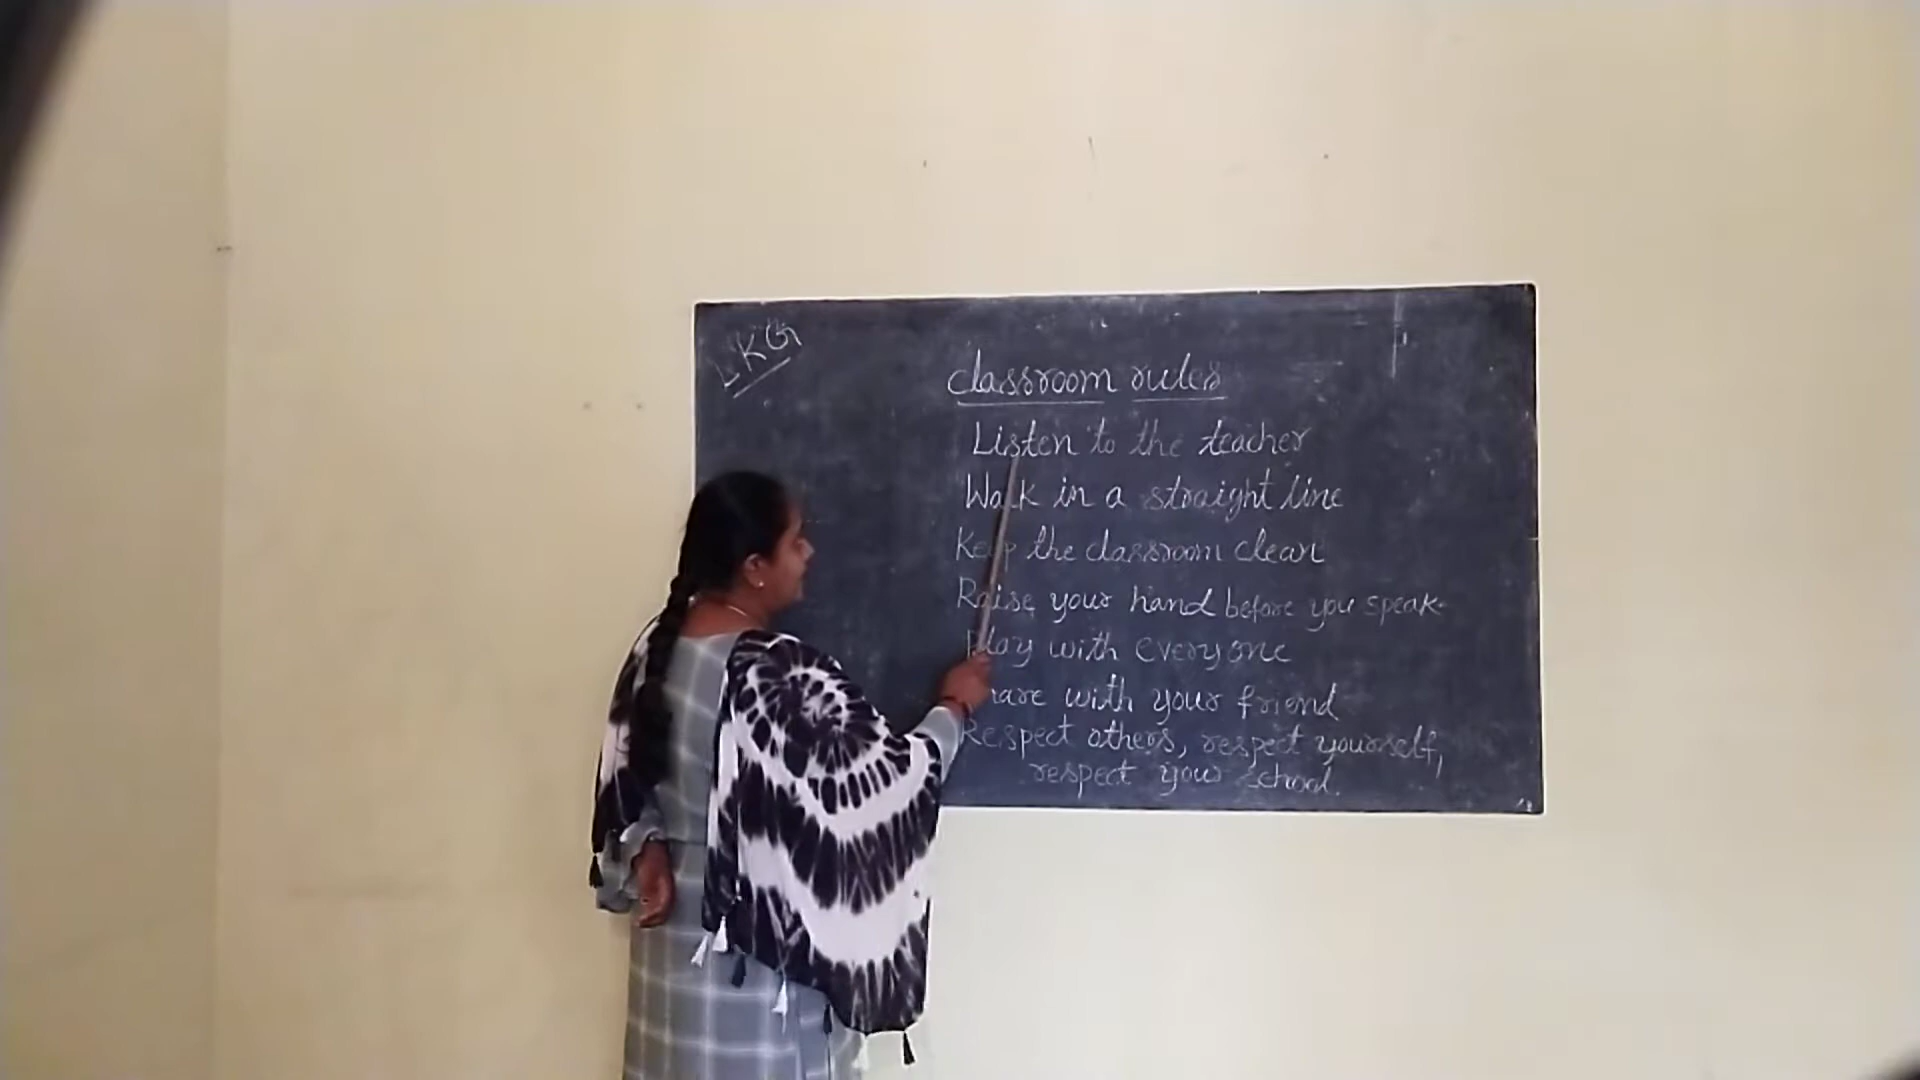 LKG
classroom rules
Listen to the teacher
Walk in a straight line
Keep the classroom clean
Raise your hand before you speak.
Play with everyone
Share with your friend
Respect others, respect yourself,
respect your school.